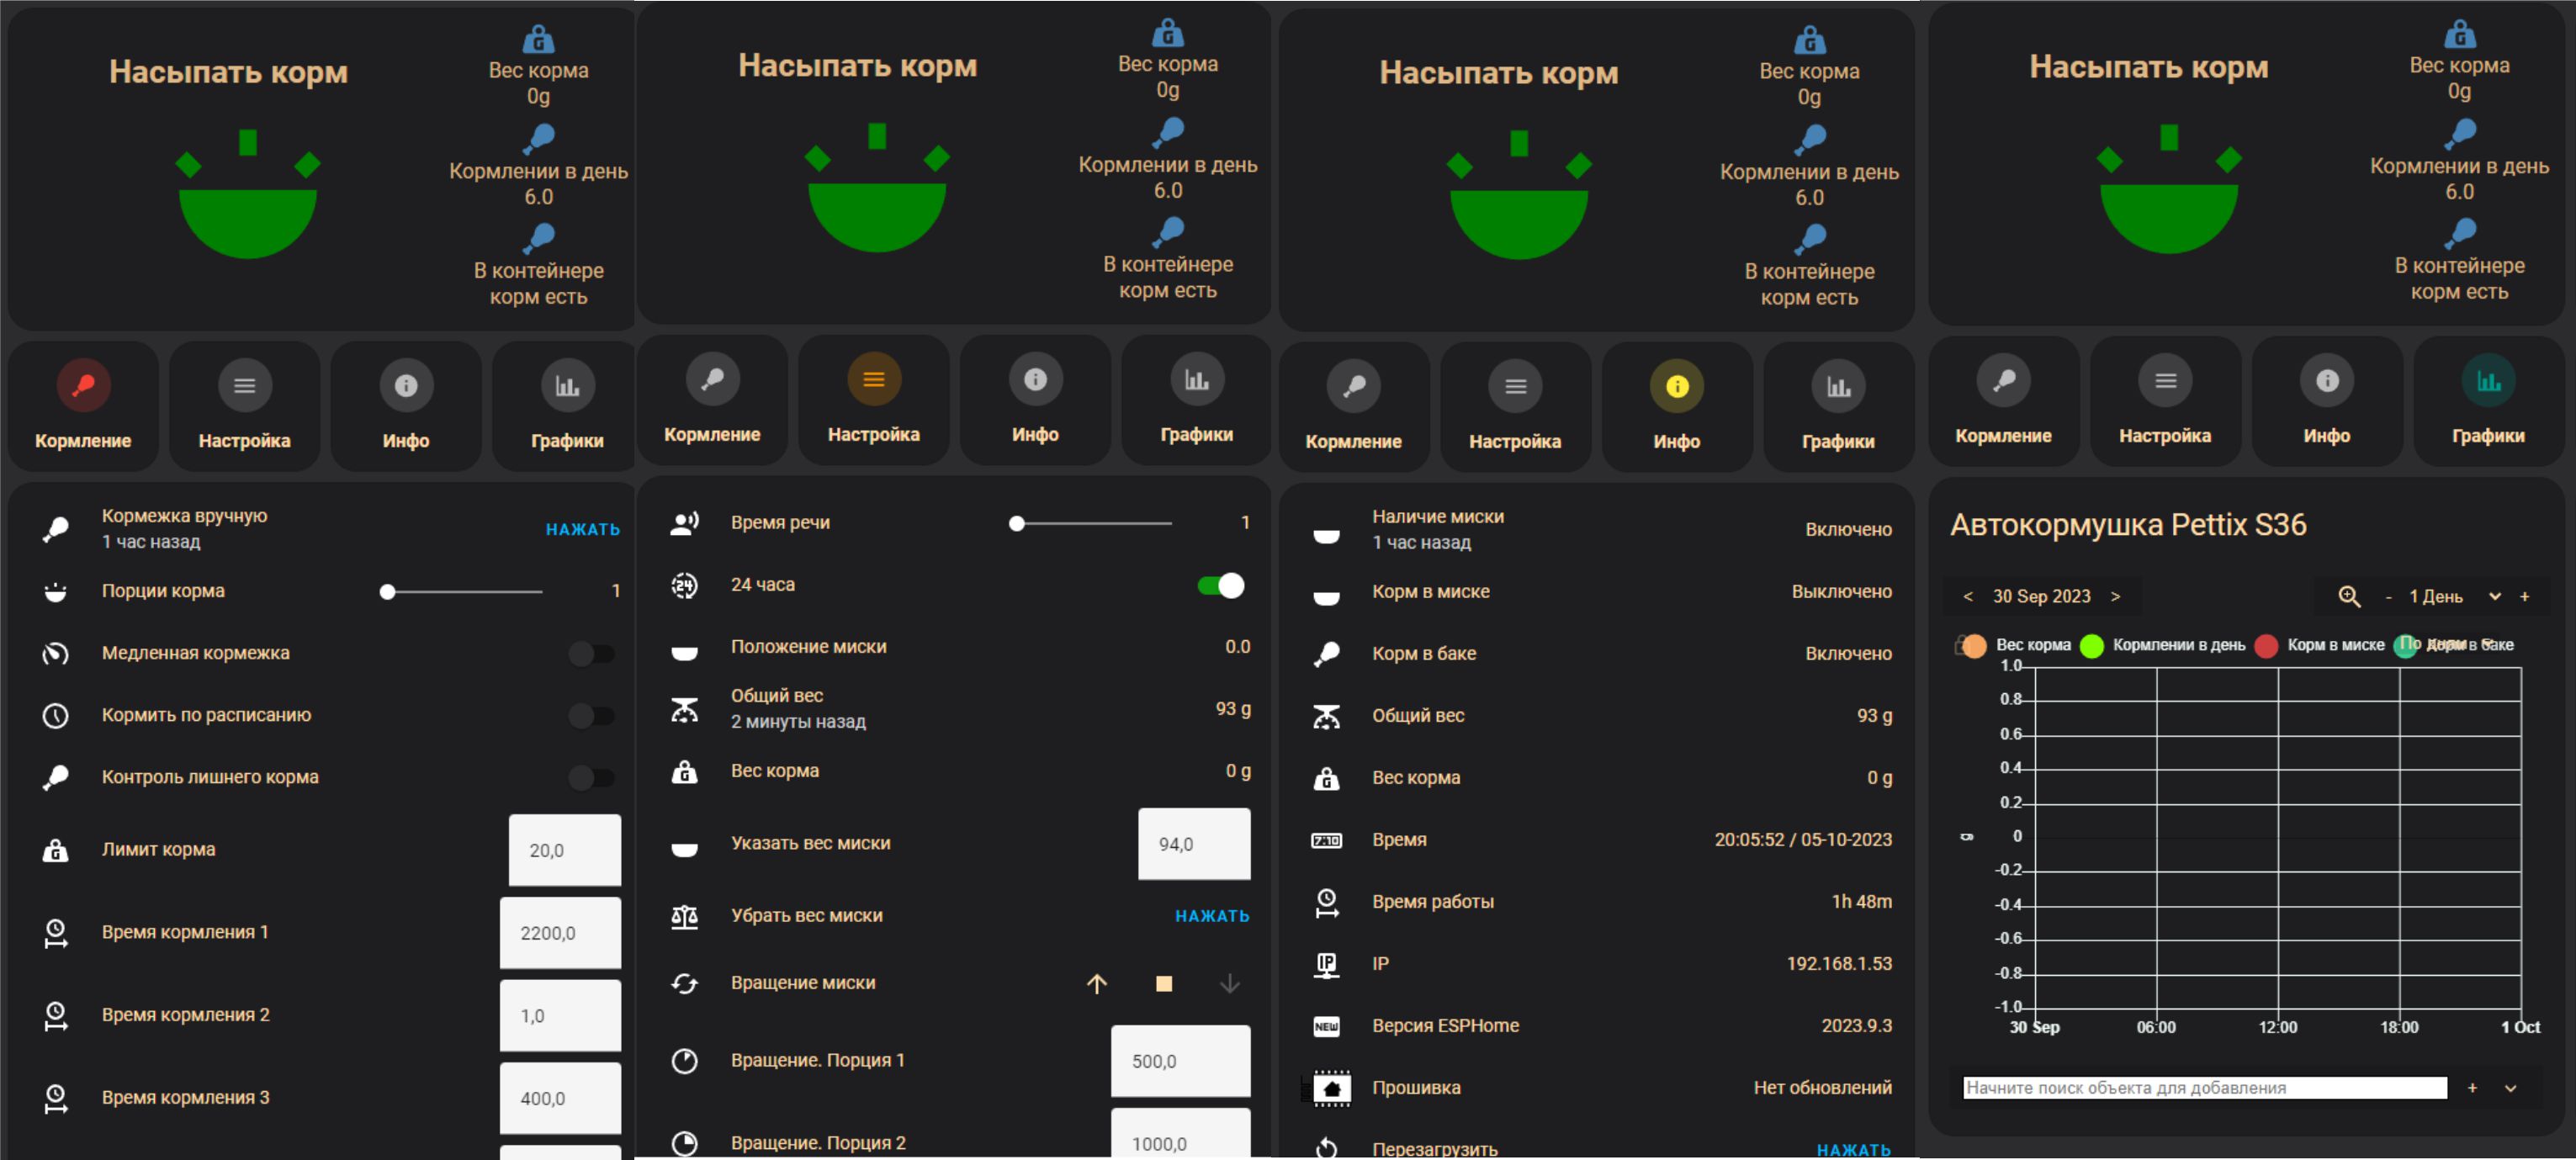 Насыпать корм
Вес корма
0g
Кормлении в день
6.0
В контейнере
корм есть
Кормление
Настройка
Инфо
Графики
Кормежка вручную
1 час назад
НАЖАТЬ
Порции корма
1
Медленная кормежка
Кормить по расписанию
Контроль лишнего корма
Лимит корма
20,0
Время кормления 1
2200,0
Время кормления 2
1,0
Время кормления 3
400,0
Насыпать корм
Вес корма
0g
Кормлении в день
6.0
В контейнере
корм есть
Кормление
Настройка
Инфо
Графики
Время речи
1
24
24 часа
Положение миски
0.0
Общий вес
2 минуты назад
93 g
Вес корма
0 g
Указать вес миски
94,0
Убрать вес миски
НАЖАТЬ
Вращение миски
Вращение. Порция 1
500,0
Вращение. Порция 2
1000,0
Насыпать корм
Вес корма
0g
Кормлении в день
6.0
В контейнере
корм есть
Кормление
Настройка
Инфо
Графики
Наличие миски
1 час назад
Включено
Корм в миске
Выключено
Корм в баке
Включено
Общий вес
93 g
Вес корма
0 g
7:10
Время
20:05:52 / 05-10-2023
Время работы
1h 48m
IP
IP
192.168.1.53
NEW
Версия ESPHome
2023.9.3
Прошивка
Нет обновлений
Перезагрузить
НАЖАТЬ
Насыпать корм
Вес корма
0g
Кормлении в день
6.0
В контейнере
корм есть
Кормление
Настройка
Инфо
Графики
Автокормушка Pettix S36
< 30 Sep 2023 >
- 1 День +
Вес корма Кормлении в день Корм в миске Корм в баке
По дням
1.0
0.8
0.6
0.4
0.2
0
-0.2
-0.4
-0.6
-0.8
-1.0
g
30 Sep 06:00 12:00 18:00 1 Oct
Начните поиск объекта для добавления +